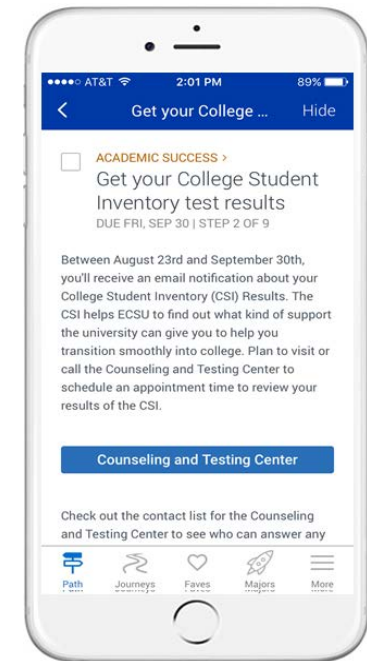 AT&T 2:01 PM 89%
Get your College ... Hide
ACADEMIC SUCCESS >
Get your College Student
Inventory test results
DUE FRI, SEP 30 | STEP 2 OF 9
Between August 23rd and September 30th,
you'll receive an email notification about your
College Student Inventory (CSI) Results. The
CSI helps ECSU to find out what kind of support
the university can give you to help you
transition smoothly into college. Plan to visit or
call the Counseling and Testing Center to
schedule an appointment time to review your
results of the CSI.
Counseling and Testing Center
Check out the contact list for the Counseling
and Testing Center to see who can answer any
Path Journeys Faves Majors More